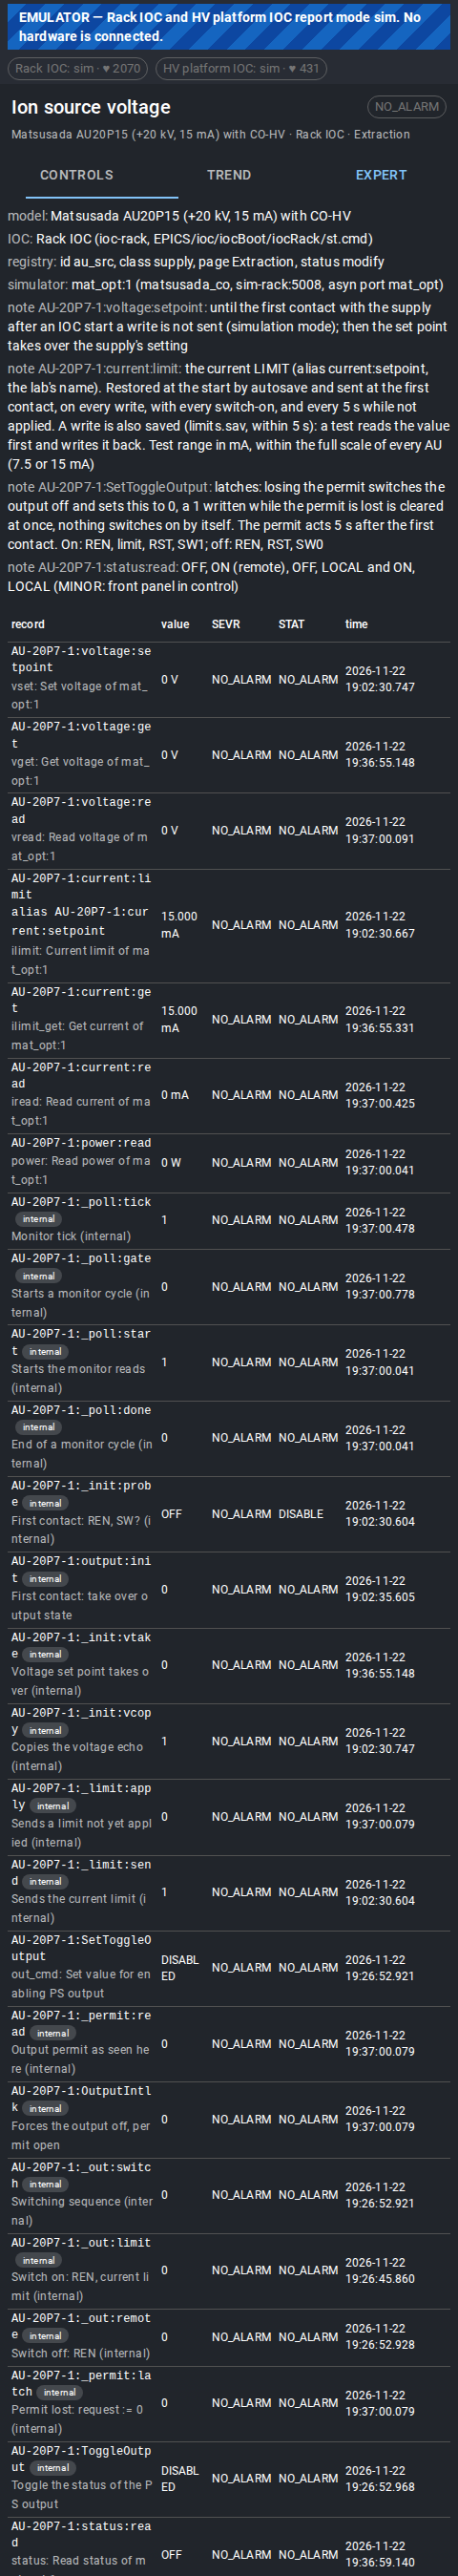 EMULATOR — Rack IOC and HV platform IOC report mode sim. No
hardware is connected.
Rack IOC: sim · ♥ 2070
HV platform IOC: sim · ♥ 431
Ion source voltage
NO_ALARM
Matsusada AU20P15 (+20 kV, 15 mA) with CO-HV · Rack IOC · Extraction
CONTROLS
TREND
EXPERT
model: Matsusada AU20P15 (+20 kV, 15 mA) with CO-HV
IOC: Rack IOC (ioc-rack, EPICS/ioc/iocBoot/iocRack/st.cmd)
registry: id au_src, class supply, page Extraction, status modify
simulator: mat_opt:1 (matsusada_co, sim-rack:5008, asyn port mat_opt)
note AU-20P7-1:voltage:setpoint: until the first contact with the supply
after an IOC start a write is not sent (simulation mode); then the set point
takes over the supply's setting
note AU-20P7-1:current:limit: the current LIMIT (alias current:setpoint,
the lab's name). Restored at the start by autosave and sent at the first
contact, on every write, with every switch-on, and every 5 s while not
applied. A write is also saved (limits.sav, within 5 s): a test reads the value
first and writes it back. Test range in mA, within the full scale of every AU
(7.5 or 15 mA)
note AU-20P7-1:SetToggleOutput: latches: losing the permit switches the
output off and sets this to 0, a 1 written while the permit is lost is cleared
at once, nothing switches on by itself. The permit acts 5 s after the first
contact. On: REN, limit, RST, SW1; off: REN, RST, SW0
note AU-20P7-1:status:read: OFF, ON (remote), OFF, LOCAL and ON,
LOCAL (MINOR: front panel in control)
record value SEVR STAT time
AU-20P7-1:voltage:se
tpoint
vset: Set voltage of mat_
opt:1
0 V NO_ALARM NO_ALARM 2026-11-22
19:02:30.747
AU-20P7-1:voltage:ge
t
vget: Get voltage of mat_
opt:1
0 V NO_ALARM NO_ALARM 2026-11-22
19:36:55.148
AU-20P7-1:voltage:re
ad
vread: Read voltage of m
at_opt:1
0 V NO_ALARM NO_ALARM 2026-11-22
19:37:00.091
AU-20P7-1:current:li
mit
alias AU-20P7-1:cur
rent:setpoint
ilimit: Current limit of ma
t_opt:1
15.000
mA
NO_ALARM NO_ALARM 2026-11-22
19:02:30.667
AU-20P7-1:current:ge
t
ilimit_get: Get current of
mat_opt:1
15.000
mA
NO_ALARM NO_ALARM 2026-11-22
19:36:55.331
AU-20P7-1:current:re
ad
iread: Read current of ma
t_opt:1
0 mA NO_ALARM NO_ALARM 2026-11-22
19:37:00.425
AU-20P7-1:power:read
power: Read power of ma
t_opt:1
0 W NO_ALARM NO_ALARM 2026-11-22
19:37:00.041
AU-20P7-1:_poll:tick
internal
Monitor tick (internal)
1 NO_ALARM NO_ALARM 2026-11-22
19:37:00.478
AU-20P7-1:_poll:gate
internal
Starts a monitor cycle (in
ternal)
0 NO_ALARM NO_ALARM 2026-11-22
19:37:00.778
AU-20P7-1:_poll:star
t internal
Starts the monitor reads
(internal)
1 NO_ALARM NO_ALARM 2026-11-22
19:37:00.041
AU-20P7-1:_poll:done
internal
End of a monitor cycle (in
ternal)
0 NO_ALARM NO_ALARM 2026-11-22
19:37:00.041
AU-20P7-1:_init:prob
e internal
First contact: REN, SW? (i
nternal)
OFF NO_ALARM DISABLE 2026-11-22
19:02:30.604
AU-20P7-1:output:ini
t internal
First contact: take over o
utput state
0 NO_ALARM NO_ALARM 2026-11-22
19:02:35.605
AU-20P7-1:_init:vtak
e internal
Voltage set point takes o
ver (internal)
0 NO_ALARM NO_ALARM 2026-11-22
19:36:55.148
AU-20P7-1:_init:vcop
y internal
Copies the voltage echo
(internal)
1 NO_ALARM NO_ALARM 2026-11-22
19:02:30.747
AU-20P7-1:_limit:app
ly internal
Sends a limit not yet appl
ied (internal)
0 NO_ALARM NO_ALARM 2026-11-22
19:37:00.079
AU-20P7-1:_limit:sen
d internal
Sends the current limit (i
nternal)
1 NO_ALARM NO_ALARM 2026-11-22
19:02:30.604
AU-20P7-1:SetToggleO
utput
out_cmd: Set value for en
abling PS output
DISABL
ED
NO_ALARM NO_ALARM 2026-11-22
19:26:52.921
AU-20P7-1:_permit:re
ad internal
Output permit as seen he
re (internal)
0 NO_ALARM NO_ALARM 2026-11-22
19:37:00.079
AU-20P7-1:OutputIntl
k internal
Forces the output off, per
mit open
0 NO_ALARM NO_ALARM 2026-11-22
19:37:00.079
AU-20P7-1:_out:switc
h internal
Switching sequence (inter
nal)
0 NO_ALARM NO_ALARM 2026-11-22
19:26:52.921
AU-20P7-1:_out:limit
internal
Switch on: REN, current li
mit (internal)
0 NO_ALARM NO_ALARM 2026-11-22
19:26:45.860
AU-20P7-1:_out:remot
e internal
Switch off: REN (internal)
0 NO_ALARM NO_ALARM 2026-11-22
19:26:52.928
AU-20P7-1:_permit:la
tch internal
Permit lost: request := 0
(internal)
0 NO_ALARM NO_ALARM 2026-11-22
19:37:00.079
AU-20P7-1:ToggleOutp
ut internal
Toggle the status of the P
S output
DISABL
ED
NO_ALARM NO_ALARM 2026-11-22
19:26:52.968
AU-20P7-1:status:rea
d
status: Read status of m
OFF NO_ALARM NO_ALARM 2026-11-22
19:36:59.140